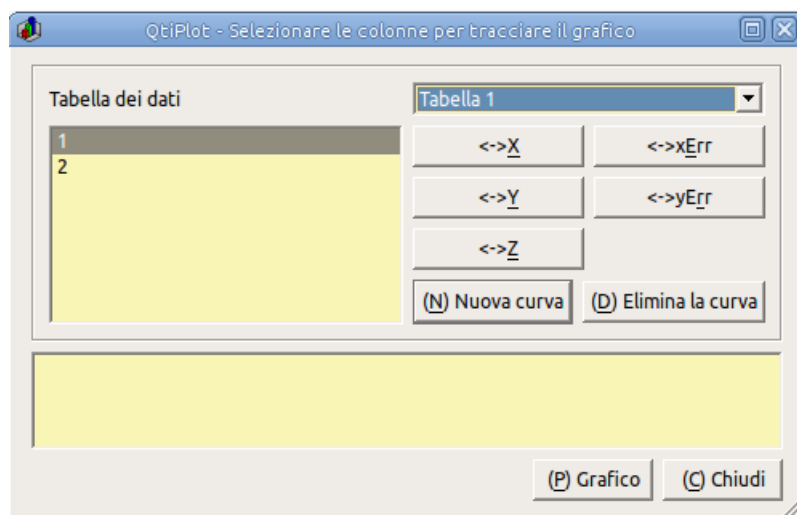 QtiPlot - Selezionare le colonne per tracciare il grafico
Tabella dei dati
Tabella 1
1
2
<->X
<->xErr
<->Y
<->yErr
<->Z
(N) Nuova curva
(D) Elimina la curva
(P) Grafico
(C) Chiudi